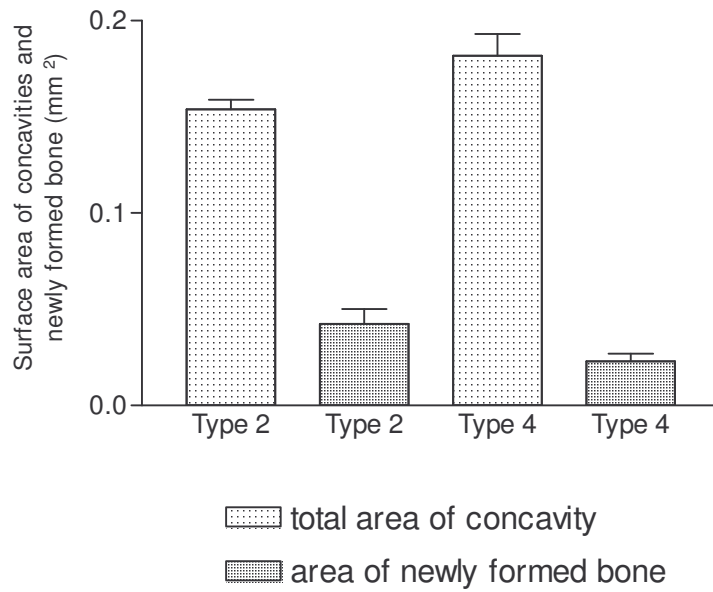 Surface area of concavities and
newly formed bone (mm ²)
0.2
0.1
0.0
Type 2 Type 2 Type 4 Type 4
total area of concavity
area of newly formed bone